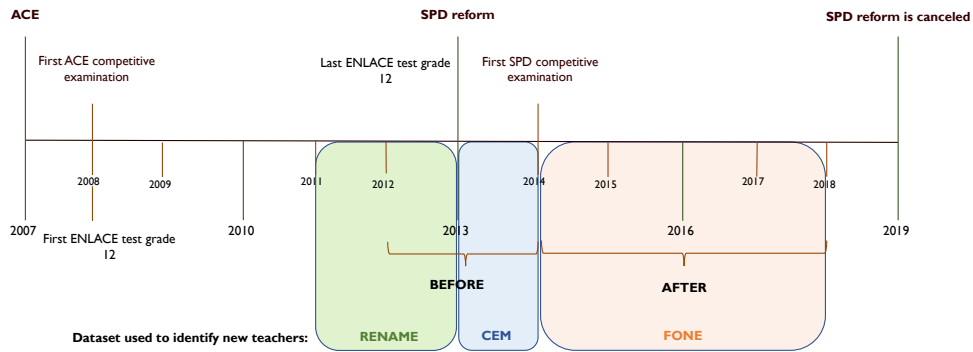 ACE
SPD reform
SPD reform is canceled
First ACE competitive
examination
Last ENLACE test grade
12
First SPD competitive
examination
2008
2009
2011
2012
2014
2015
2017
2018
2007
2010
2013
2016
2019
First ENLACE test grade
12
BEFORE
AFTER
Dataset used to identify new teachers:
RENAME
CEM
FONE